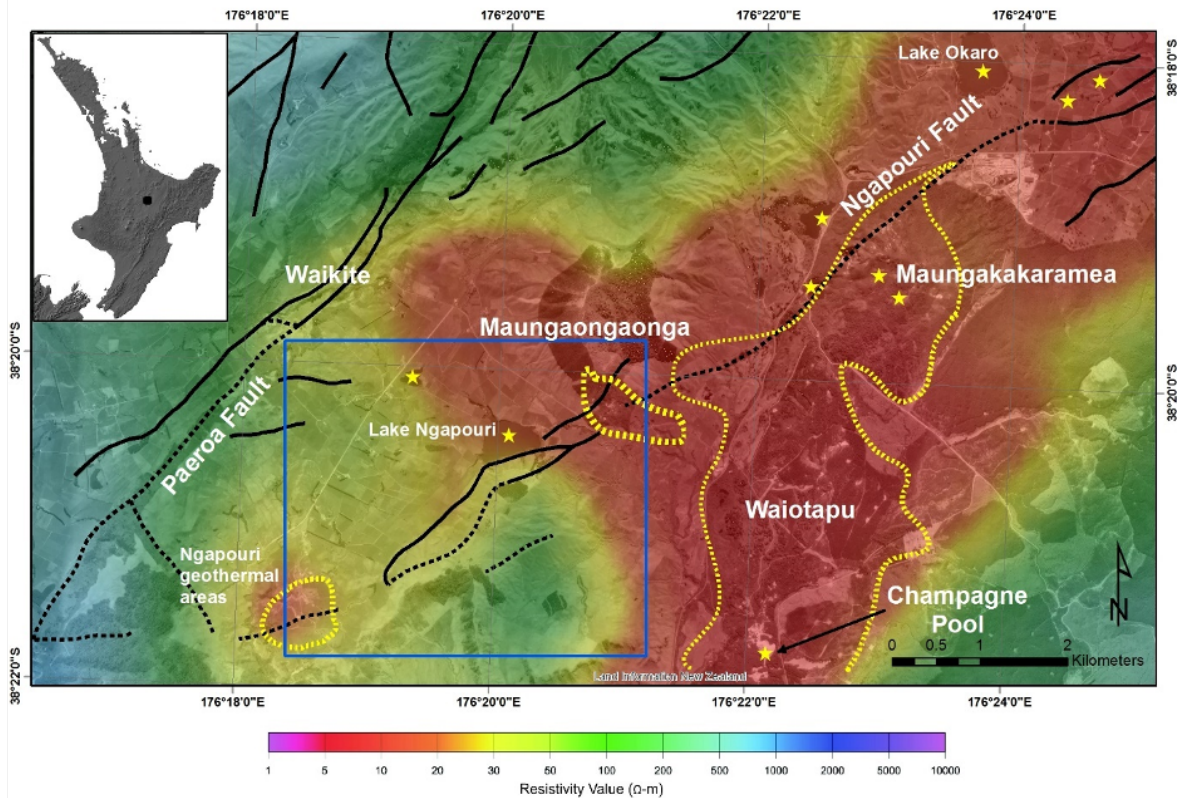 176°18'0"E
176°20'0"E
176°22'0"E
176°24'0"E
Lake Okaro
38°18'0"S
Ngapouri Fault
Waikite
Maungakakaramea
Maungaongaonga
38°20'0"S
38°20'0"S
Paeroa Fault
Lake Ngapouri
Waiotapu
Ngapouri
geothermal
areas
Champagne
Pool
N
0 0.5 1 2
Kilometers
38°22'0"S
Land Information New Zealand
176°18'0"E
176°20'0"E
176°22'0"E
176°24'0"E
1 5 10 20 30 50 100 200 500 1000 2000 5000 10000
Resistivity Value (Ω-m)